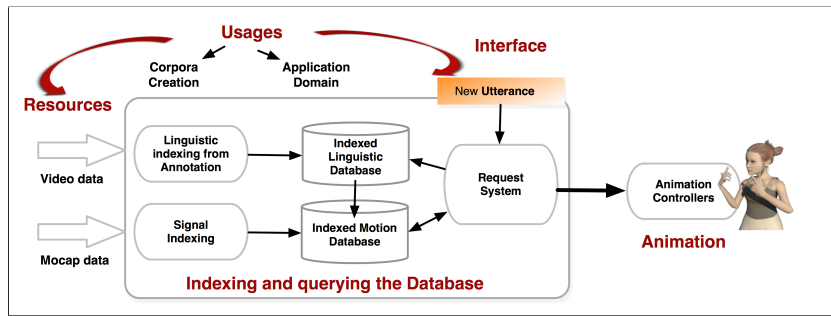 Usages
Interface
Corpora
Creation
Application
Domain
Resources
New Utterance
Video data
Linguistic
indexing from
Annotation
Indexed
Linguistic
Database
Request
System
Animation
Controllers
Mocap data
Signal
Indexing
Indexed Motion
Database
Animation
Indexing and querying the Database